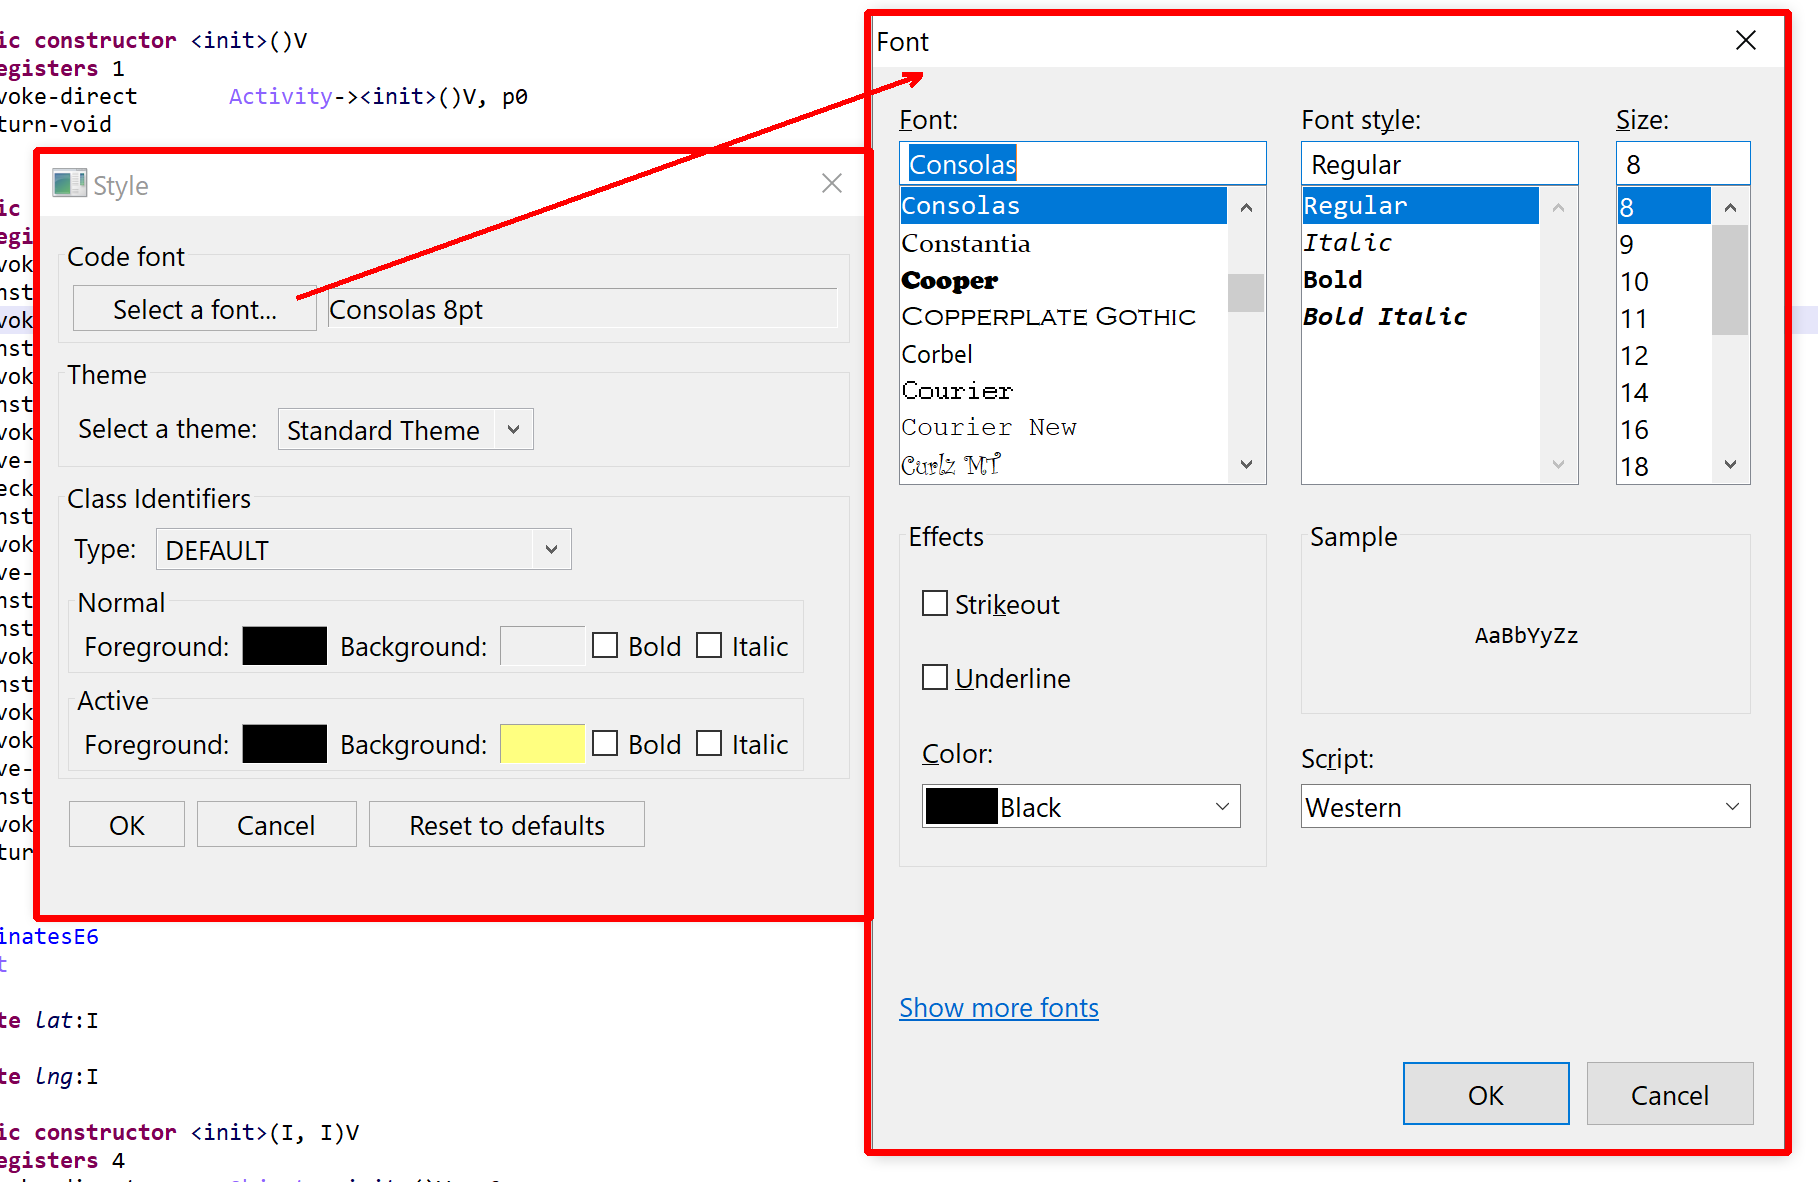 ic constructor <init>()V
egisters 1
voke-direct Activity-><init>()V, p0
turn-void
Style
Code font
Select a font...
Consolas 8pt
Theme
Select a theme:
Standard Theme
Class Identifiers
Type:
DEFAULT
Normal
Foreground:
Background:
Bold
Italic
Active
Foreground:
Background:
Bold
Italic
OK
Cancel
Reset to defaults
ic
egi
vok
nst
vok
nst
vok
nst
vok
ve-
eck
nst
vok
ve-
nst
nst
vok
nst
vok
vok
ve-
nst
vok
tur
inatesE6
t
te lat:I
te lng:I
ic constructor <init>(I, I)V
egisters 4
Font
Font:
Consolas
Consolas
Constantia
Cooper
Copperplate Gothic
Corbel
Courier
Courier New
Curlz MT
Font style:
Regular
Regular
Italic
Bold
Bold Italic
Size:
8
8
9
10
11
12
14
16
18
Effects
Strikeout
Underline
Color:
Black
Sample
AaBbYyZz
Script:
Western
Show more fonts
OK
Cancel